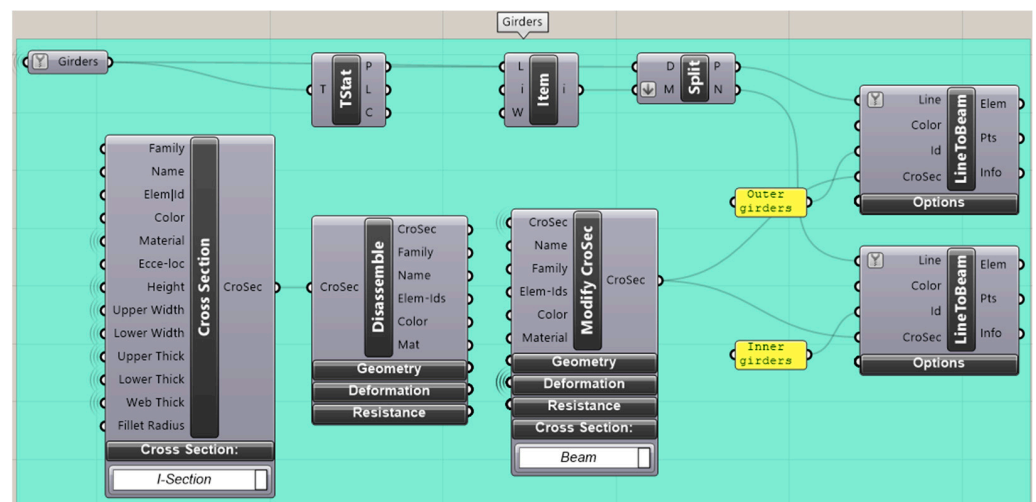 Girders
Girders
T
TStat
P
L
C
L
i
W
Item
i
D
M
Split
P
N
Line
Color
Id
CroSec
LineToBeam
Elem
Pts
Info
Options
Family
Name
Elem|Id
Color
Material
Ecce-loc
Height
Upper Width
Lower Width
Upper Thick
Lower Thick
Web Thick
Fillet Radius
Cross Section
CroSec
Cross Section:
I-Section
CroSec
Disassemble
CroSec
Family
Name
Elem-Ids
Color
Mat
Geometry
Deformation
Resistance
CroSec
Name
Family
Elem-Ids
Color
Material
Modify CroSec
CroSec
Geometry
Deformation
Resistance
Cross Section:
Beam
Outer
girders
Inner
girders
Line
Color
Id
CroSec
LineToBeam
Elem
Pts
Info
Options